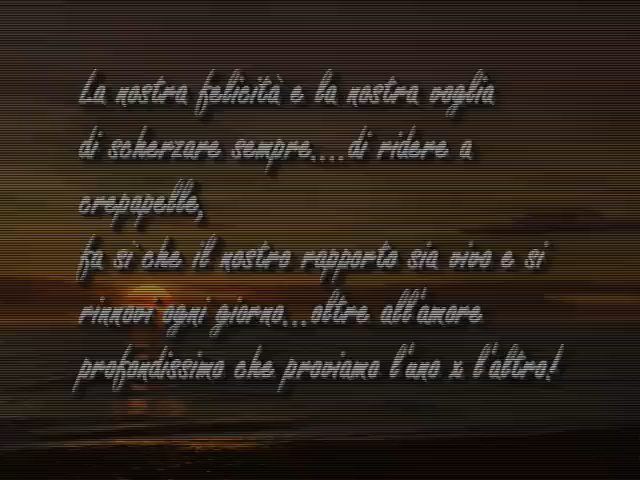 La nostra felicità e la nostra voglia
di scherzare sempre....di ridere a
crepapelle,
fa sì che il nostro rapporto sia vivo e si
rinnovi ogni giorno...oltre all'amore
profondissimo che proviamo l'uno x l'altro!